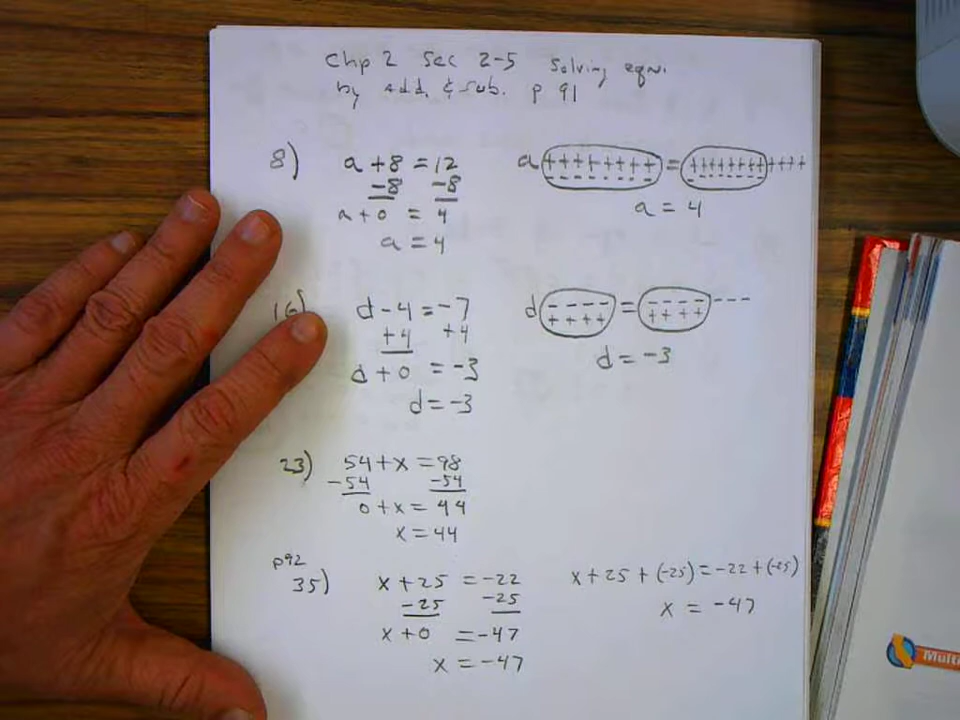 Chp 2 Sec 2-5 Solving eqn.
by Add. & sub. p 91
8) a + 8 = 12
-8 -8
a + 0 = 4
a = 4
a ++++++++ = ++++++++++++
-------- --------
a = 4
16) d - 4 = -7
+4 +4
d + 0 = -3
d = -3
d ---- = ---- ---
++++ ++++
d = -3
23) 54 + x = 98
-54 -54
0 + x = 44
x = 44
p92
35) x + 25 = -22
-25 -25
x + 0 = -47
x = -47
x + 25 + (-25) = -22 + (-25)
x = -47